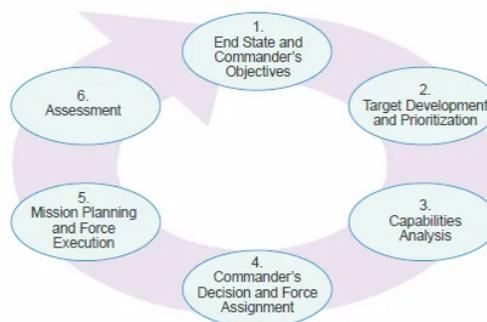 1.
End State and
Commander's
Objectives
2.
Target Development
and Prioritization
3.
Capabilities
Analysis
4.
Commander's
Decision and Force
Assignment
5.
Mission Planning
and Force
Execution
6.
Assessment